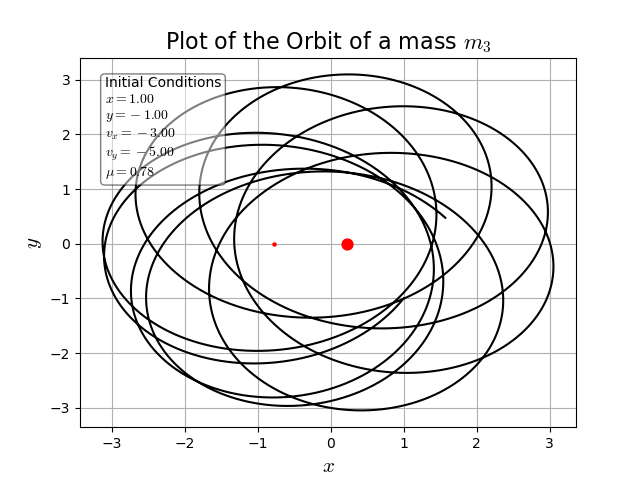 Plot of the Orbit of a mass m₃
Initial Conditions
x = 1.00
y = −1.00
vₓ = −3.00
v_y = −5.00
μ = 0.78
3
2
1
0
−1
−2
−3
y
−3 −2 −1 0 1 2 3
x